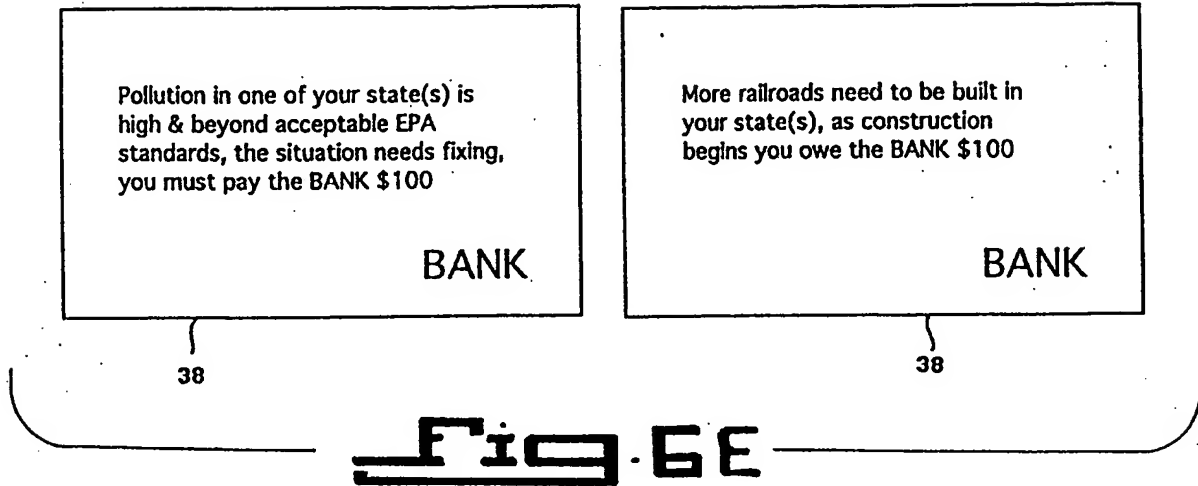 Pollution in one of your state(s) is
high & beyond acceptable EPA
standards, the situation needs fixing,
you must pay the BANK $100
BANK
38
More railroads need to be built in
your state(s), as construction
begins you owe the BANK $100
BANK
38
Fig. 6E